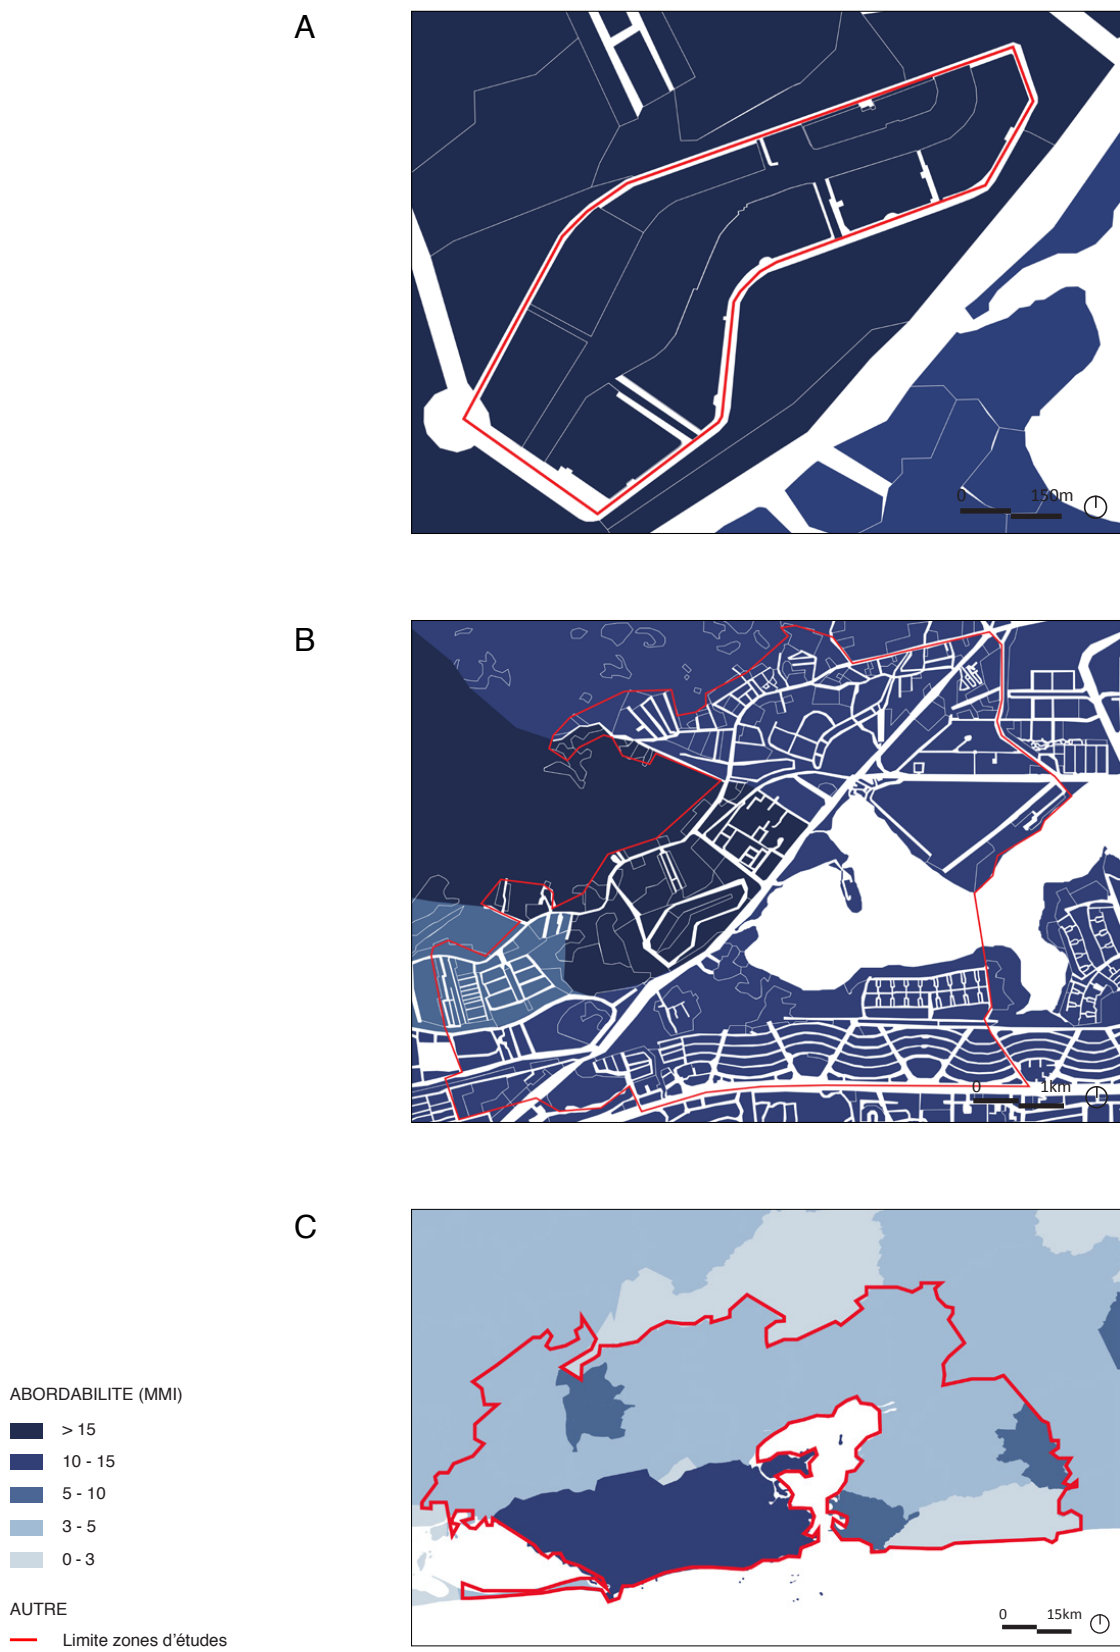 A
0 150m
B
0 1km
C
0 15km
ABORDABILITE (MMI)
> 15
10 - 15
5 - 10
3 - 5
0 - 3
AUTRE
Limite zones d'études